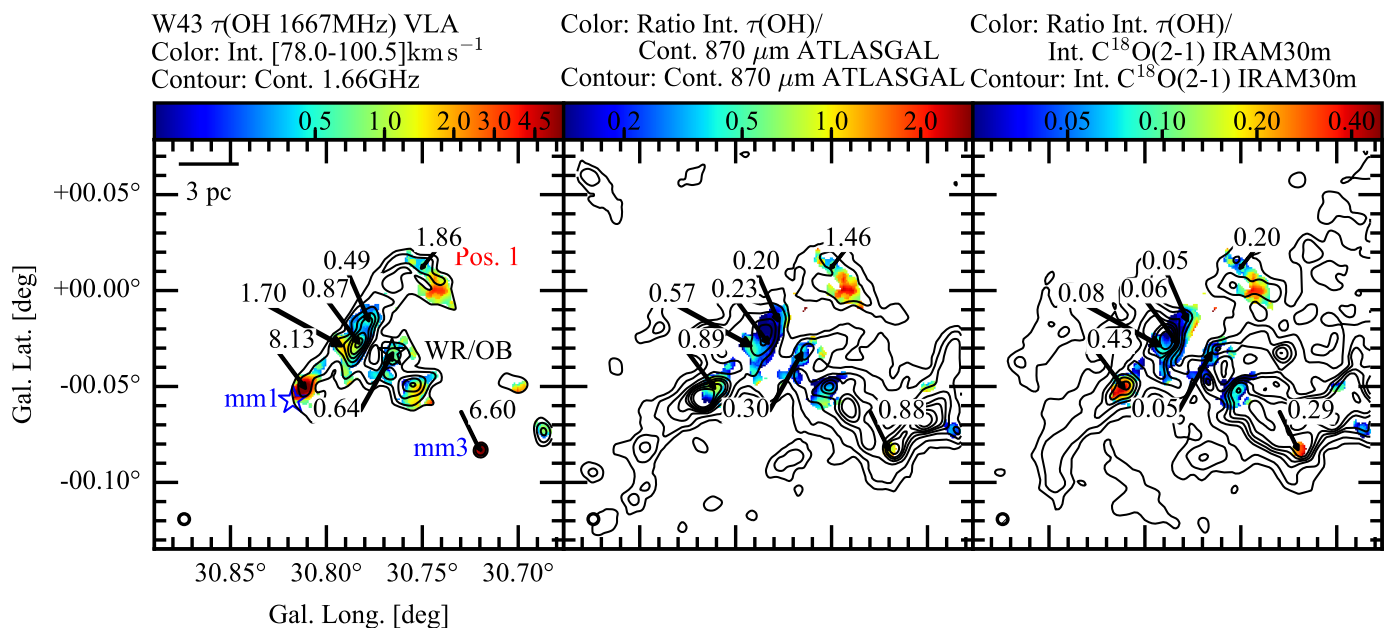 W43 τ(OH 1667MHz) VLA
Color: Int. [78.0-100.5]km s⁻¹
Contour: Cont. 1.66GHz
Color: Ratio Int. τ(OH)/
Cont. 870 μm ATLASGAL
Contour: Cont. 870 μm ATLASGAL
Color: Ratio Int. τ(OH)/
Int. C¹⁸O(2-1) IRAM30m
Contour: Int. C¹⁸O(2-1) IRAM30m
0.5 1.0 2.0 3.0 4.5
0.2 0.5 1.0 2.0
0.05 0.10 0.20 0.40
3 pc
1.86
Pos. 1
0.49
1.70
0.87
8.13
WR/OB
mm1
0.64
6.60
mm3
1.46
0.20
0.57
0.23
0.89
0.30
0.88
0.20
0.05
0.08
0.06
0.43
0.05
0.29
+00.05°
+00.00°
-00.05°
-00.10°
Gal. Lat. [deg]
30.85° 30.80° 30.75° 30.70°
Gal. Long. [deg]